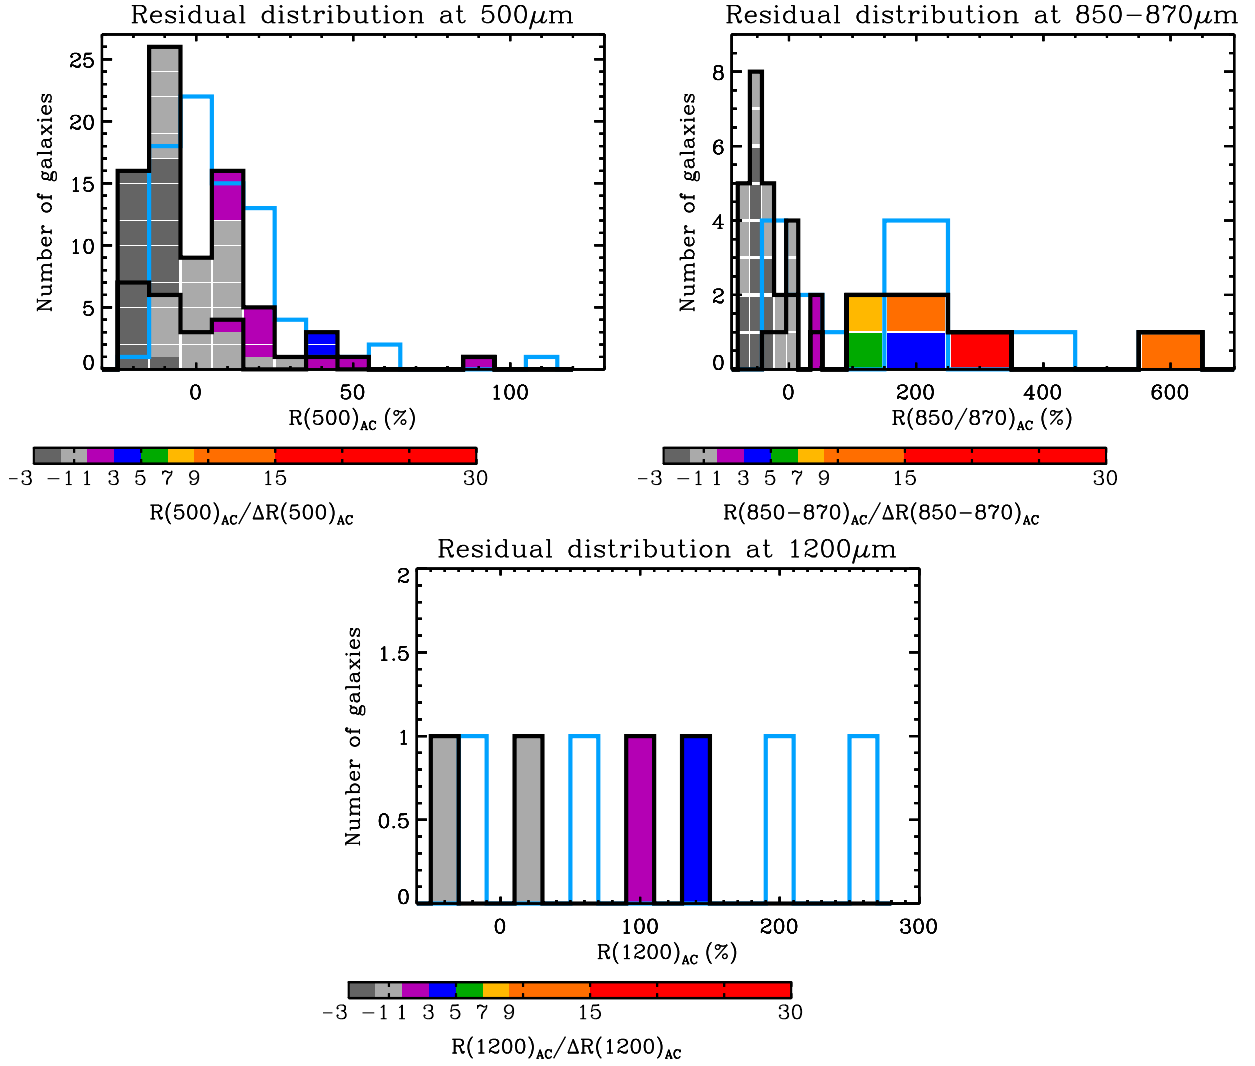 Residual distribution at 500μm
Number of galaxies
25
20
15
10
5
0
0 50 100
R(500)AC (%)
-3 -1 1 3 5 7 9 15 30
R(500)AC/ΔR(500)AC
Residual distribution at 850-870μm
Number of galaxies
8
6
4
2
0
0 200 400 600
R(850/870)AC (%)
-3 -1 1 3 5 7 9 15 30
R(850-870)AC/ΔR(850-870)AC
Residual distribution at 1200μm
Number of galaxies
2
1.5
1
0.5
0
0 100 200 300
R(1200)AC (%)
-3 -1 1 3 5 7 9 15 30
R(1200)AC/ΔR(1200)AC